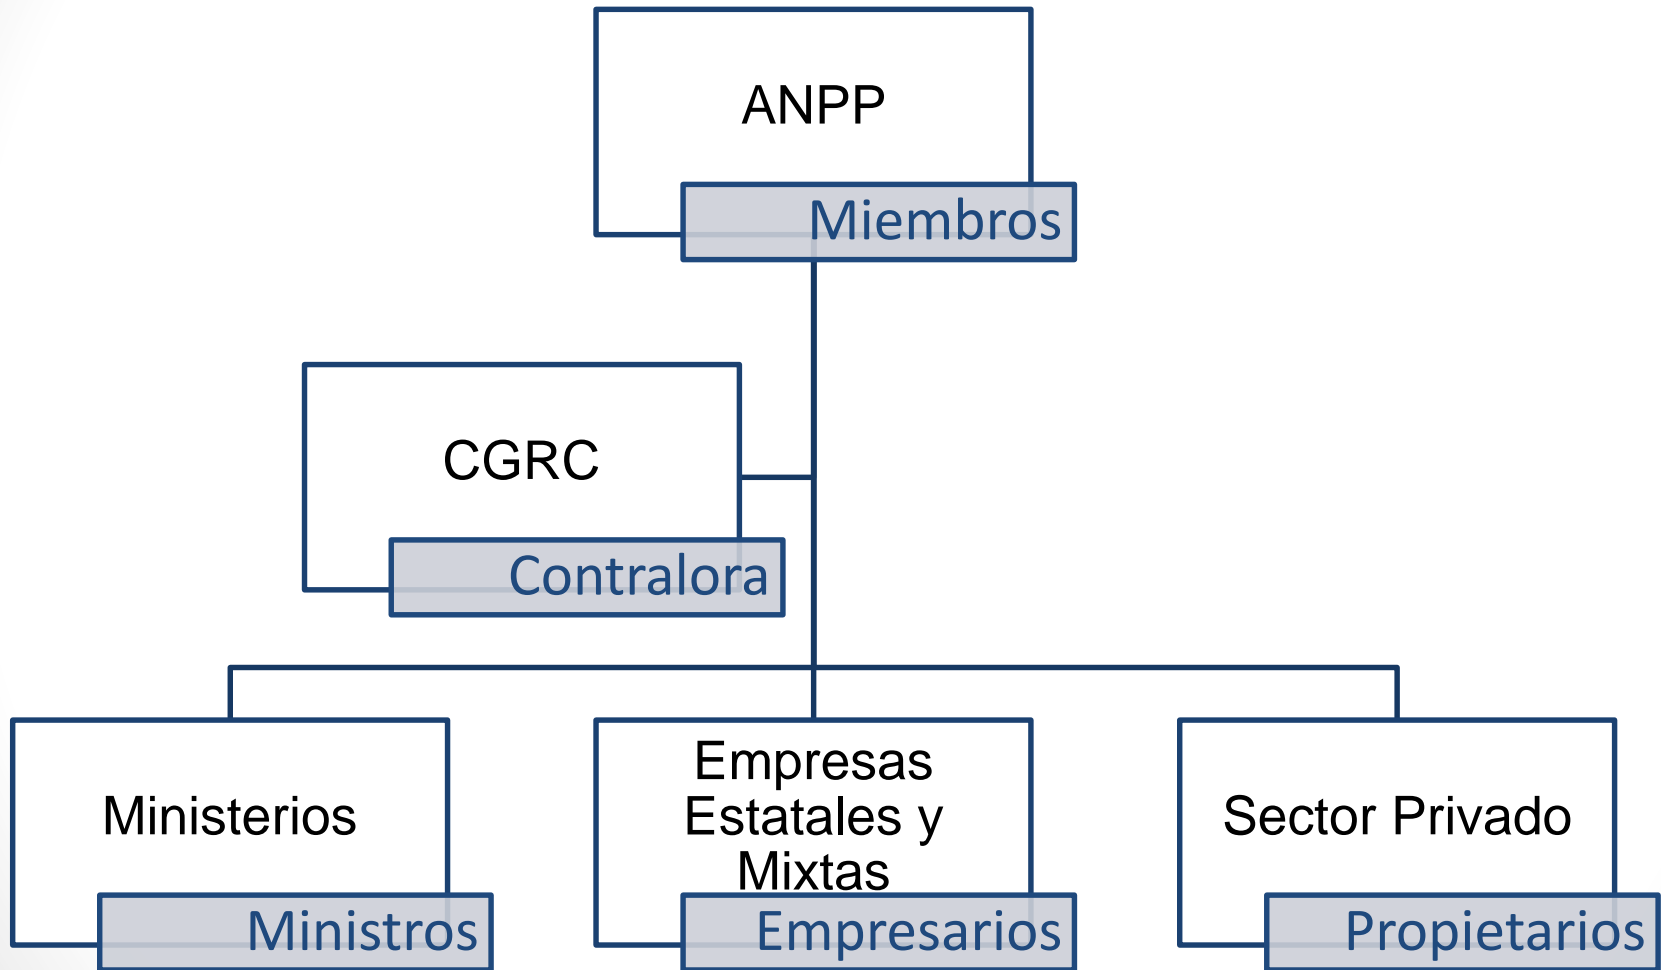 ANPP
Miembros
CGRC
Contralora
Ministerios
Ministros
Empresas
Estatales y
Mixtas
Empresarios
Sector Privado
Propietarios